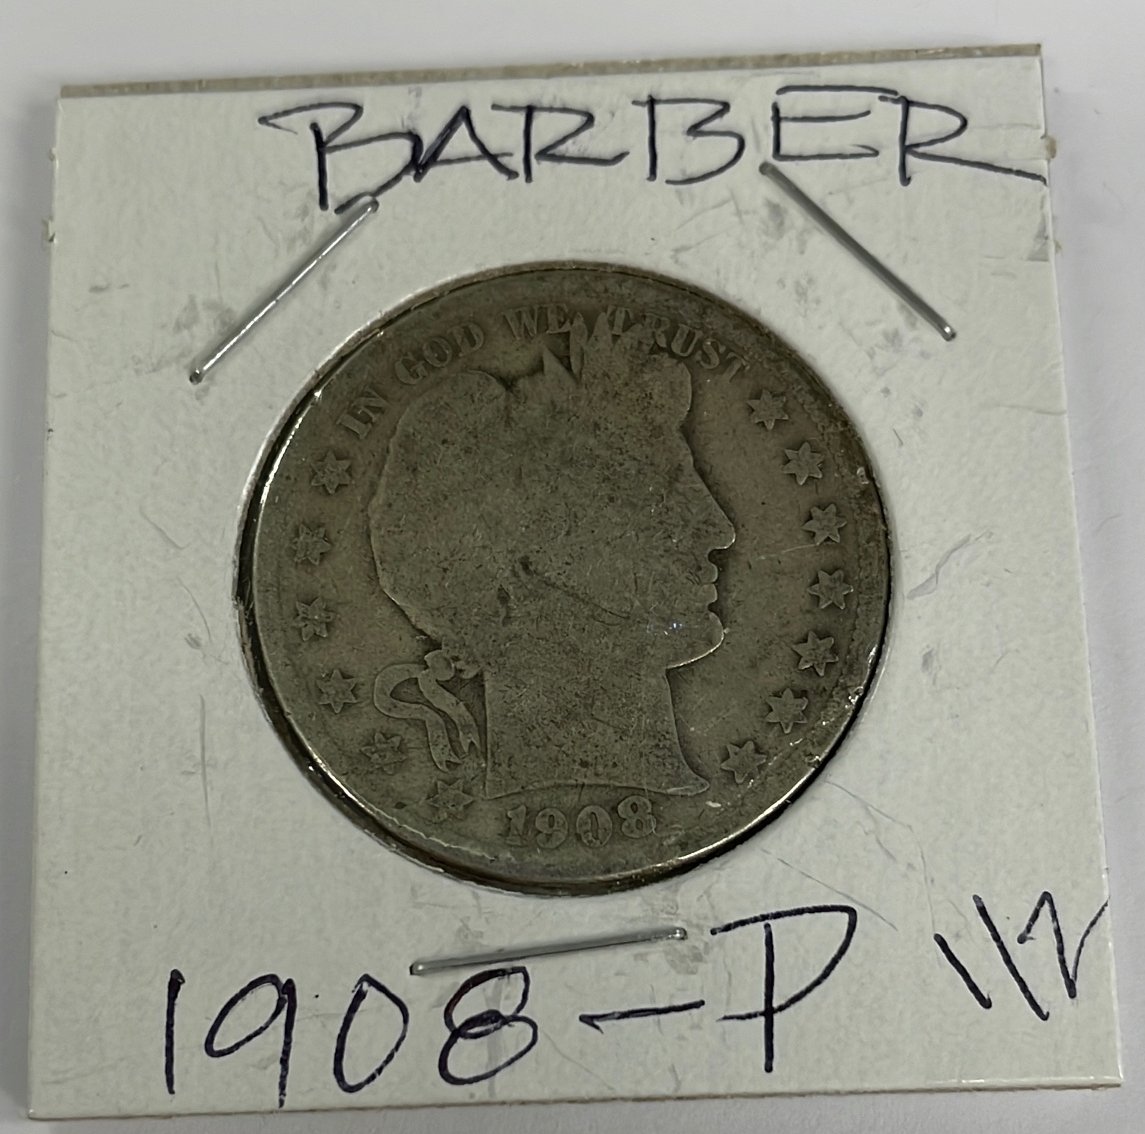 BARBER
IN GOD WE TRUST
1908
1908-P 1/2